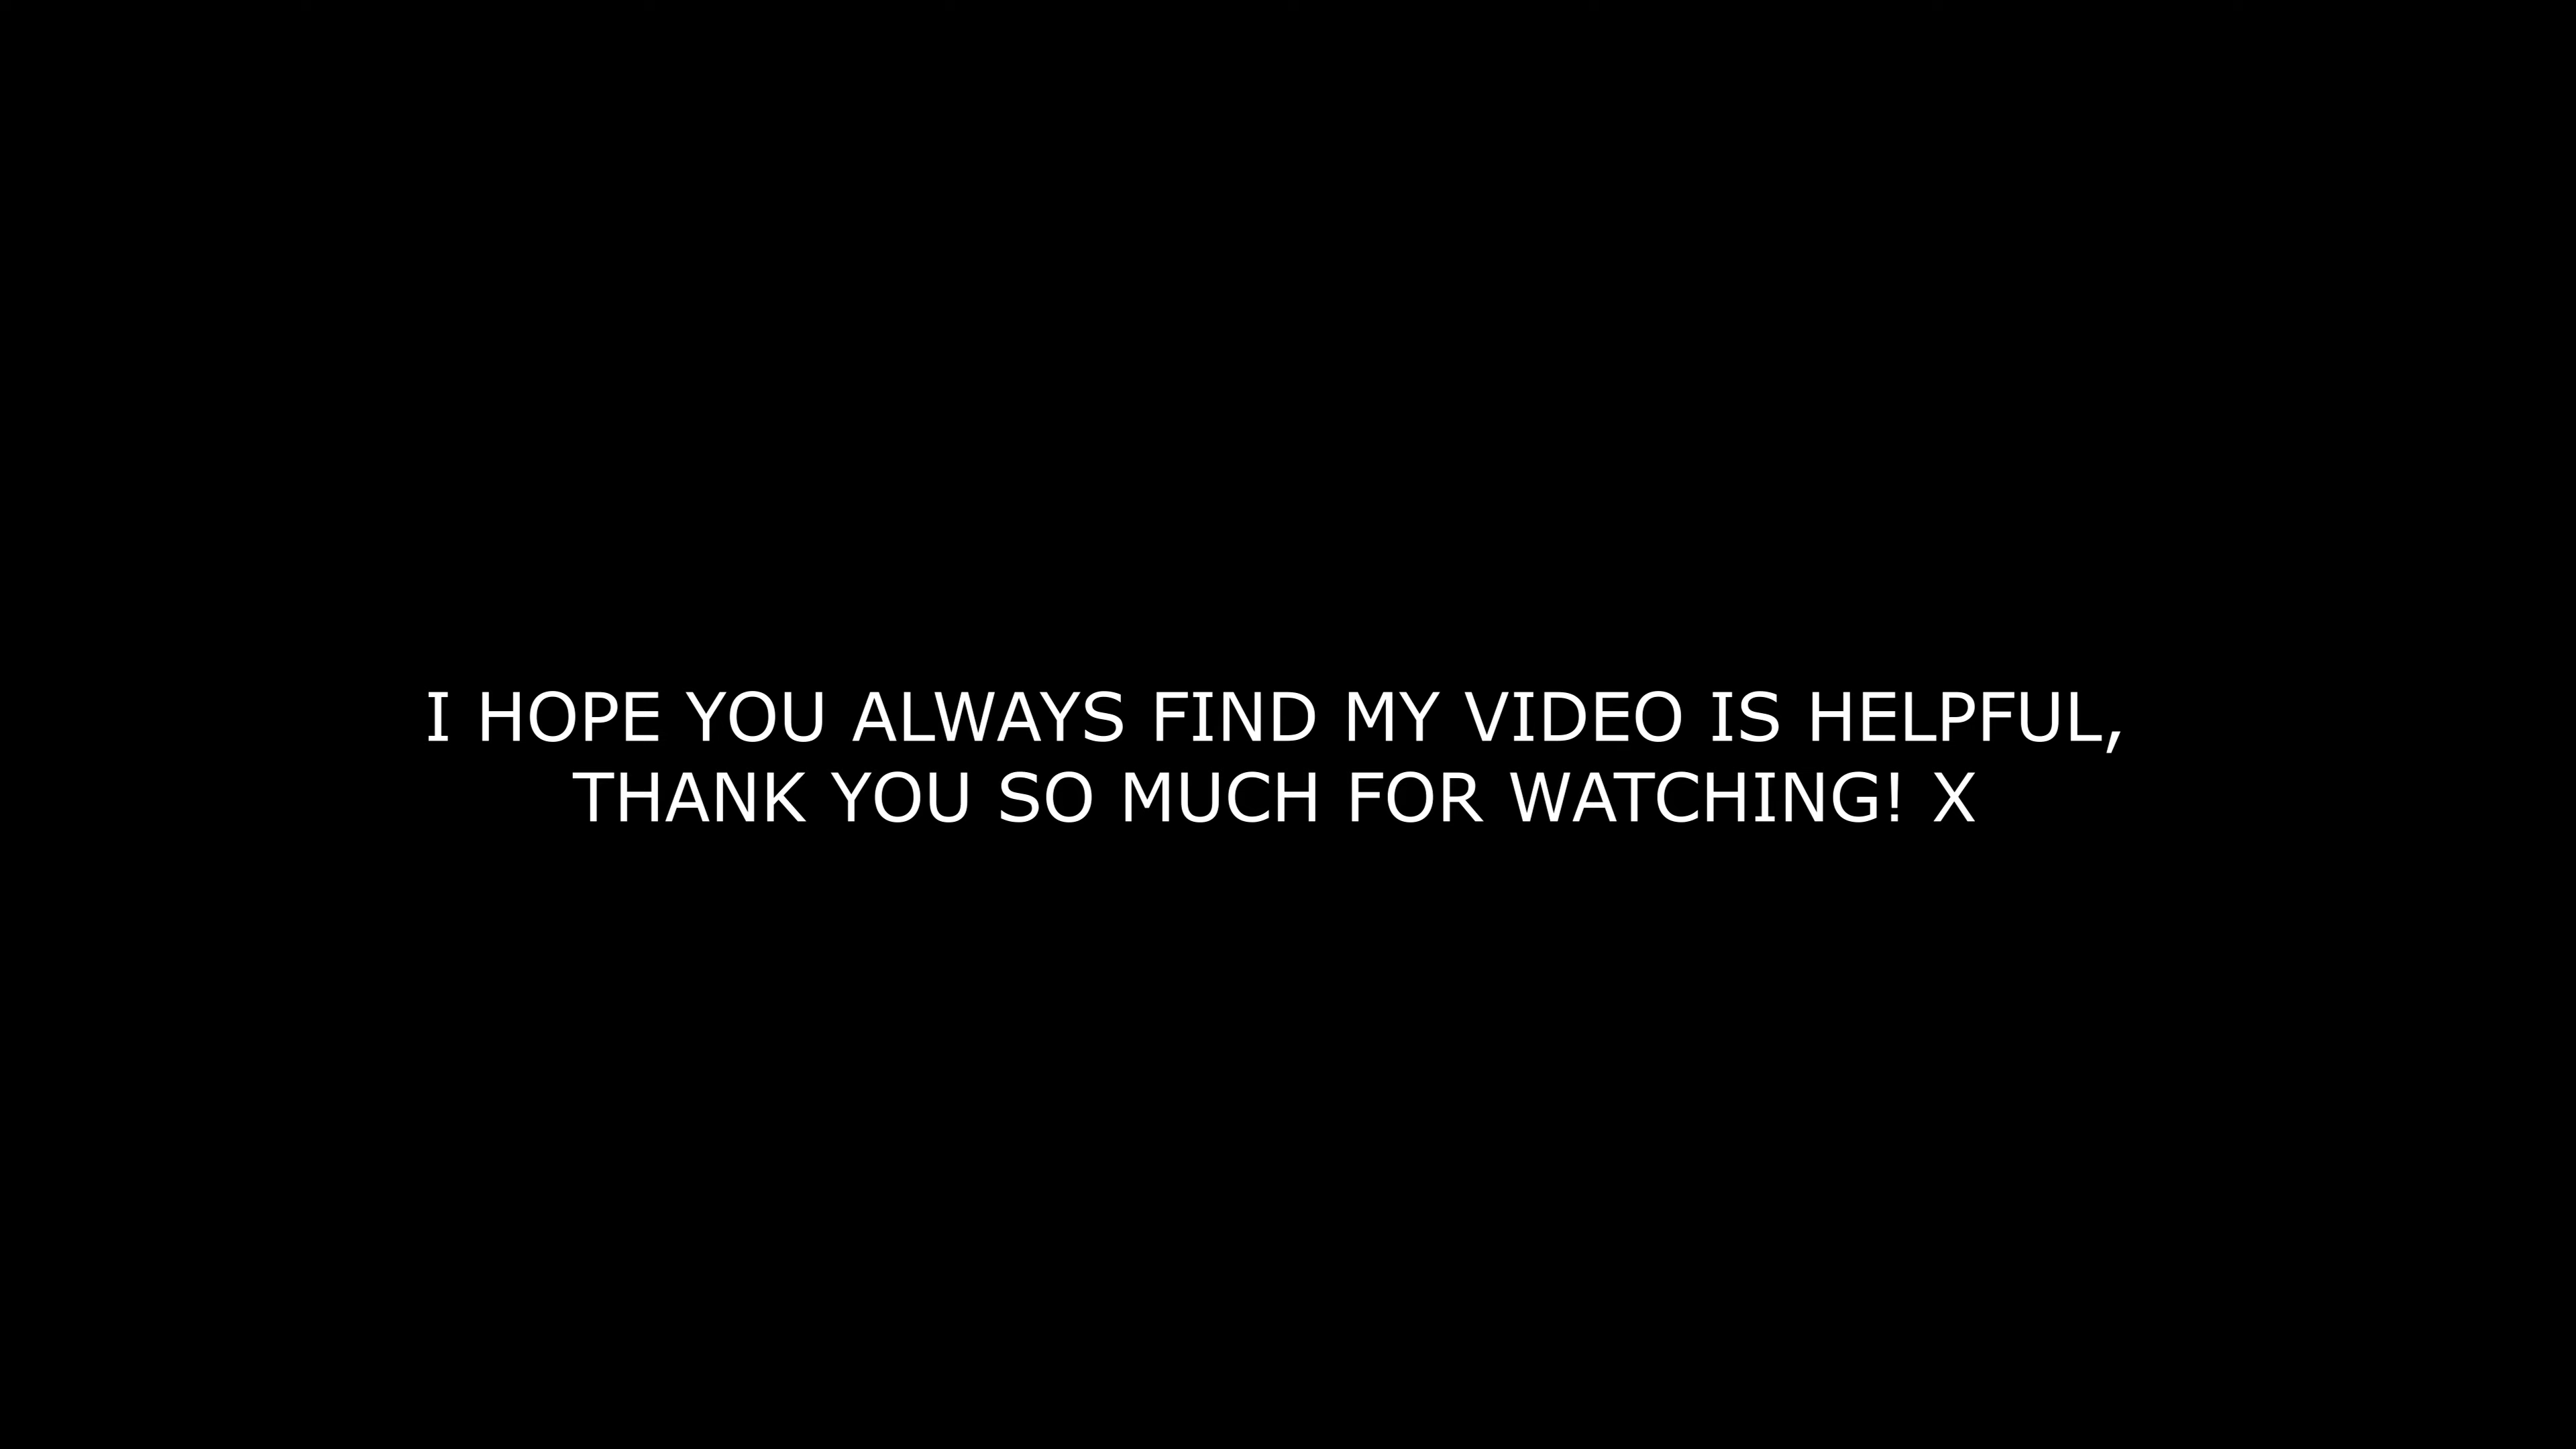 I HOPE YOU ALWAYS FIND MY VIDEO IS HELPFUL,
THANK YOU SO MUCH FOR WATCHING! X